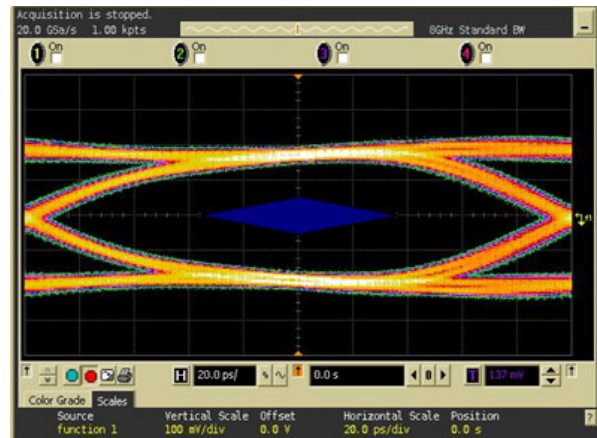 Acquisition is stopped.
20.0 GSa/s 1.00 kpts 8GHz Standard BW
1 On 2 On 3 On 4 On
H 20.0 ps/ 0.0 s 0 T 137 mV
Color Grade Scales
Source Vertical Scale Offset Horizontal Scale Position
function 1 100 mV/div 0.0 V 20.0 ps/div 0.0 s
?